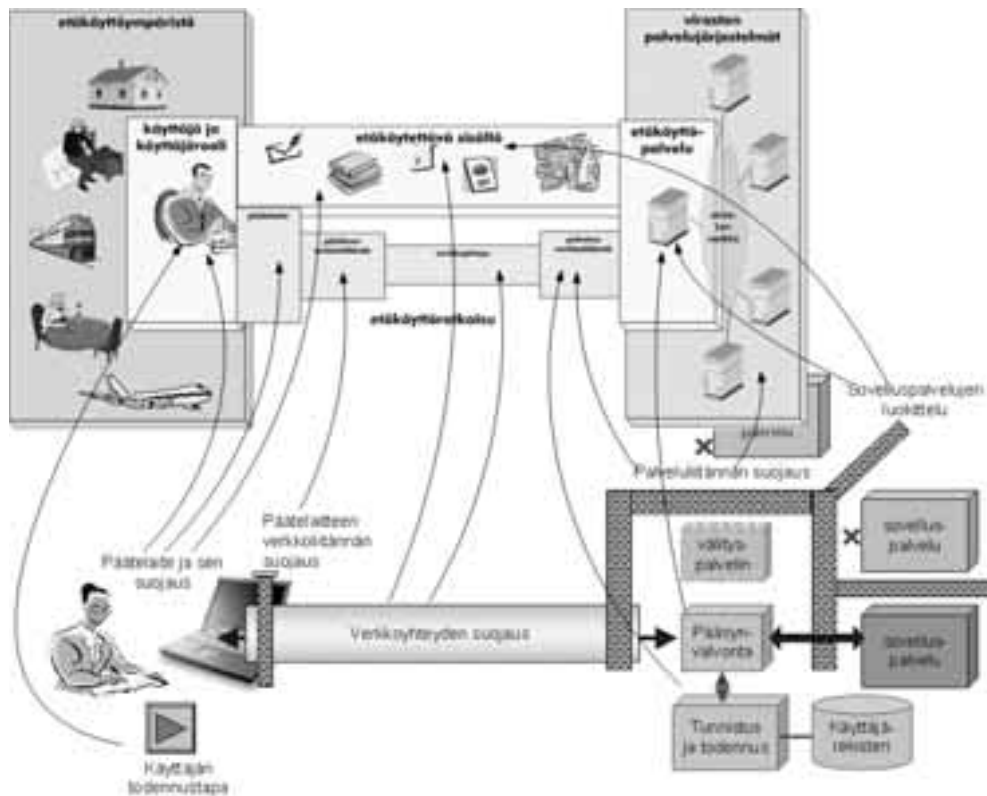 etäkäyttöympäristö
viraston
palvelujärjestelmät
käyttäjä ja
käyttäjärooli
etäkäytettävä sisältö
etäkäyttö-
palvelu
etäkäyttöratkaisu
Sovelluspalvelujen
luokittelu
palvelu
Palveluliitännän suojaus
Päätelaitteen
verkkoliitännän
suojaus
Päätelaite ja sen
suojaus
välitys-
palvelin
sovellus-
palvelu
Verkkoyhteyden suojaus
Pääsyn-
valvonta
sovellus-
palvelu
Tunnistus
ja todennus
Käyttäjä-
rekisteri
Käyttäjän
todennustapa